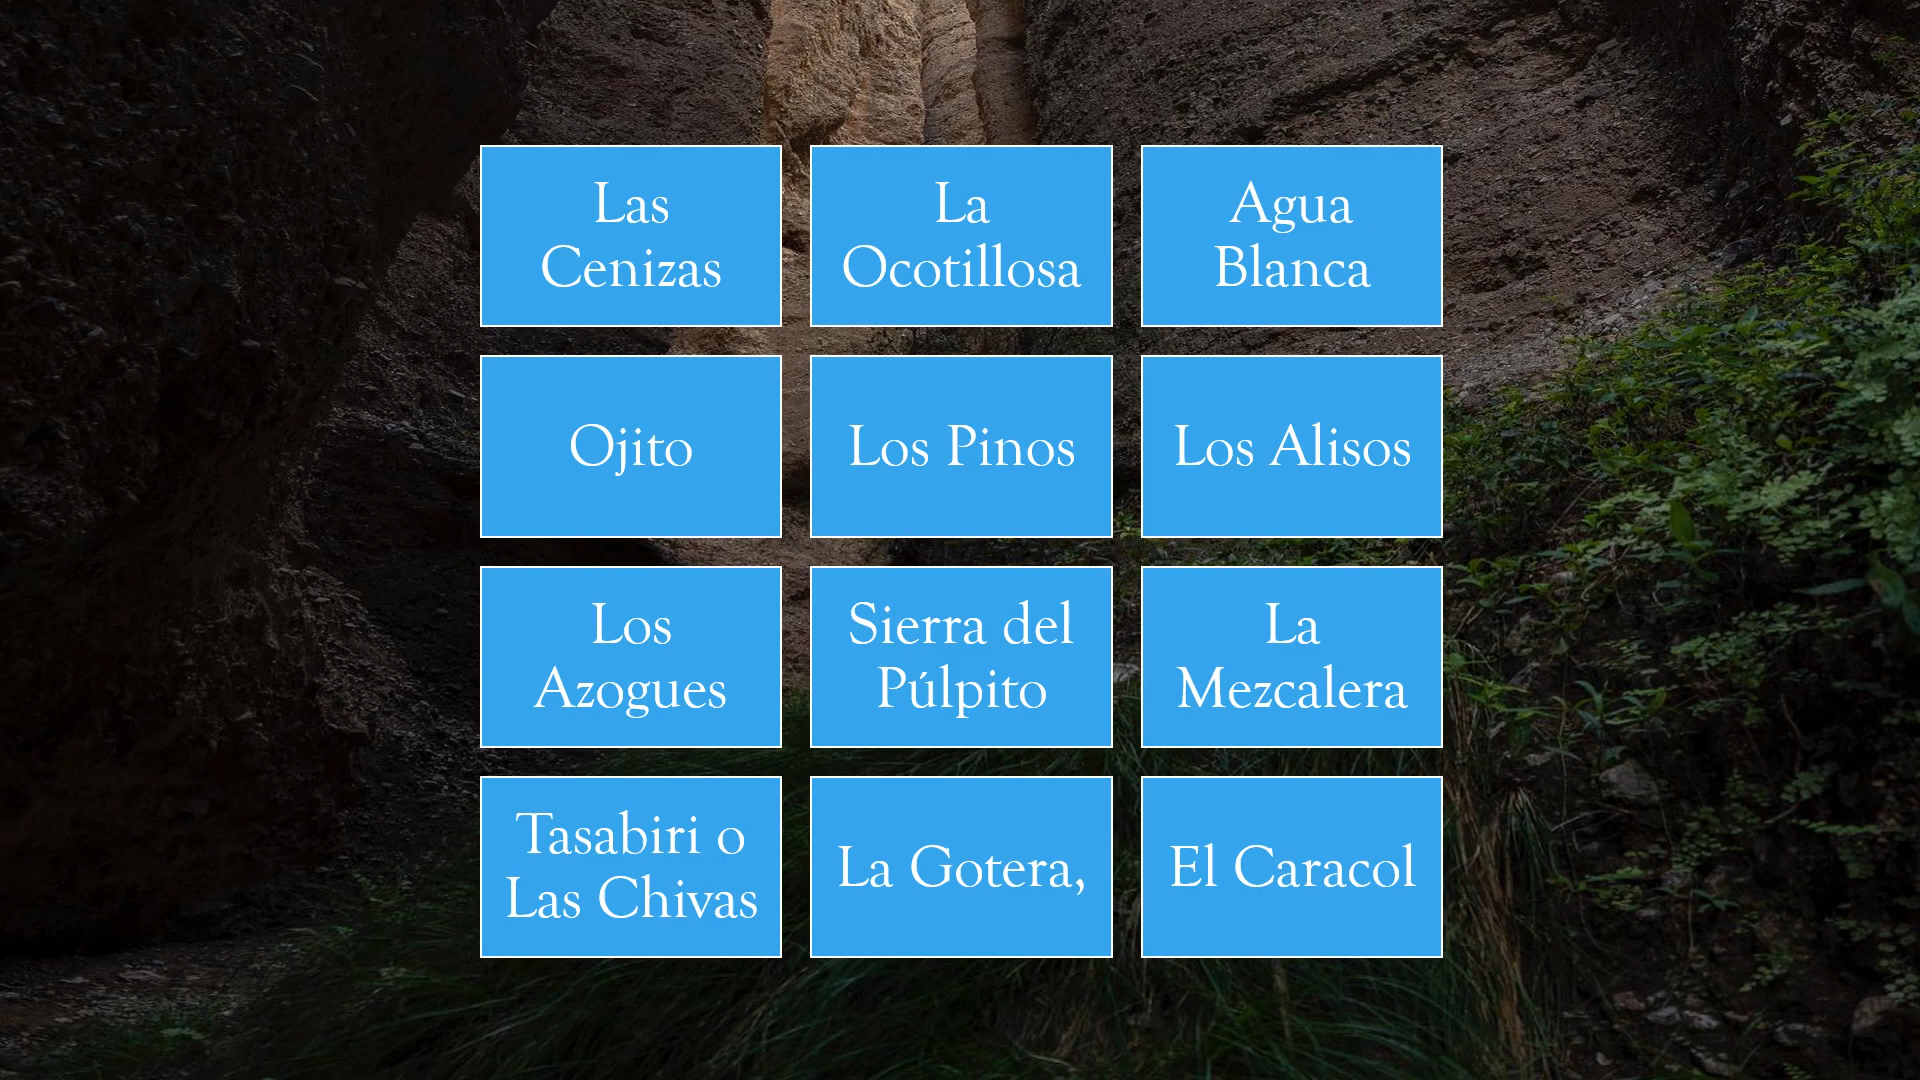 Las
Cenizas
La
Ocotillosa
Agua
Blanca
Ojito
Los Pinos
Los Alisos
Los
Azogues
Sierra del
Púlpito
La
Mezcalera
Tasabiri o
Las Chivas
La Gotera,
El Caracol